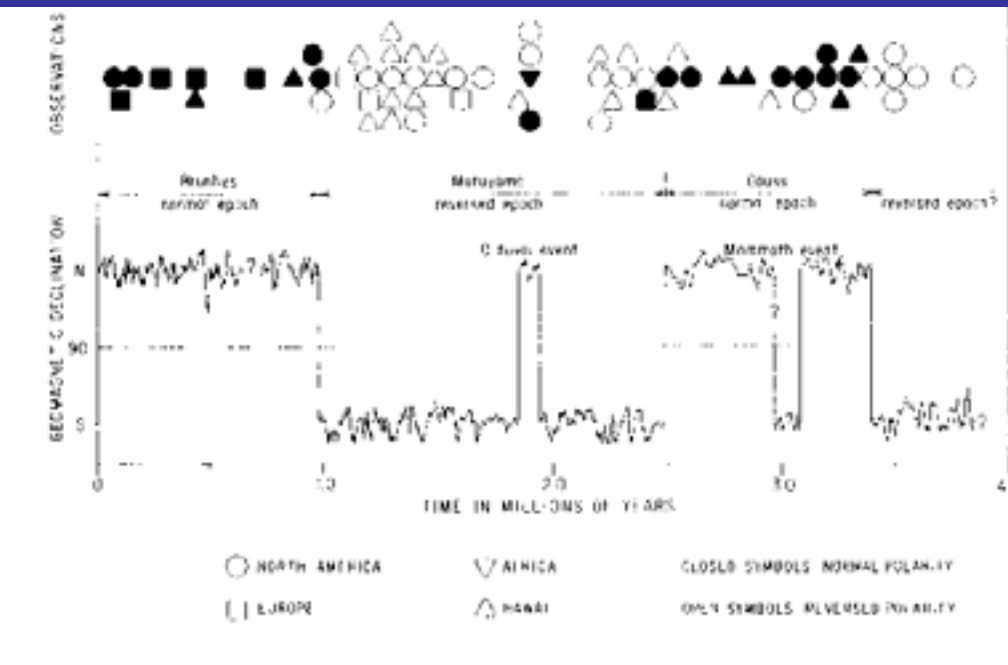 OBSERVATIONS
Brunhes
normal epoch
Matuyama
reversed epoch
Gauss
normal epoch
reversed epoch?
GEOMAGNETIC DECLINATION
N
90
S
Olduvai event
Mammoth event
?
?
?
0
1.0
2.0
3.0
4
TIME IN MILLIONS OF YEARS
NORTH AMERICA
AFRICA
CLOSED SYMBOLS NORMAL POLARITY
EUROPE
HAWAII
OPEN SYMBOLS REVERSED POLARITY